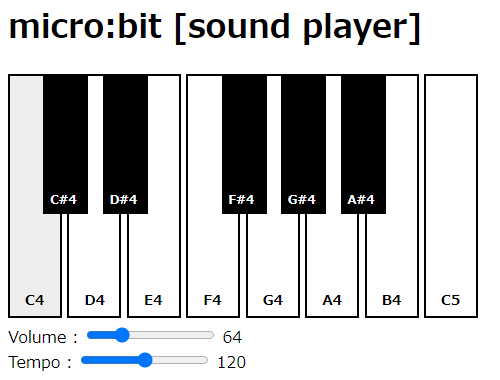 micro:bit [sound player]
C#4 D#4 F#4 G#4 A#4
C4 D4 E4 F4 G4 A4 B4 C5
Volume : 64
Tempo : 120